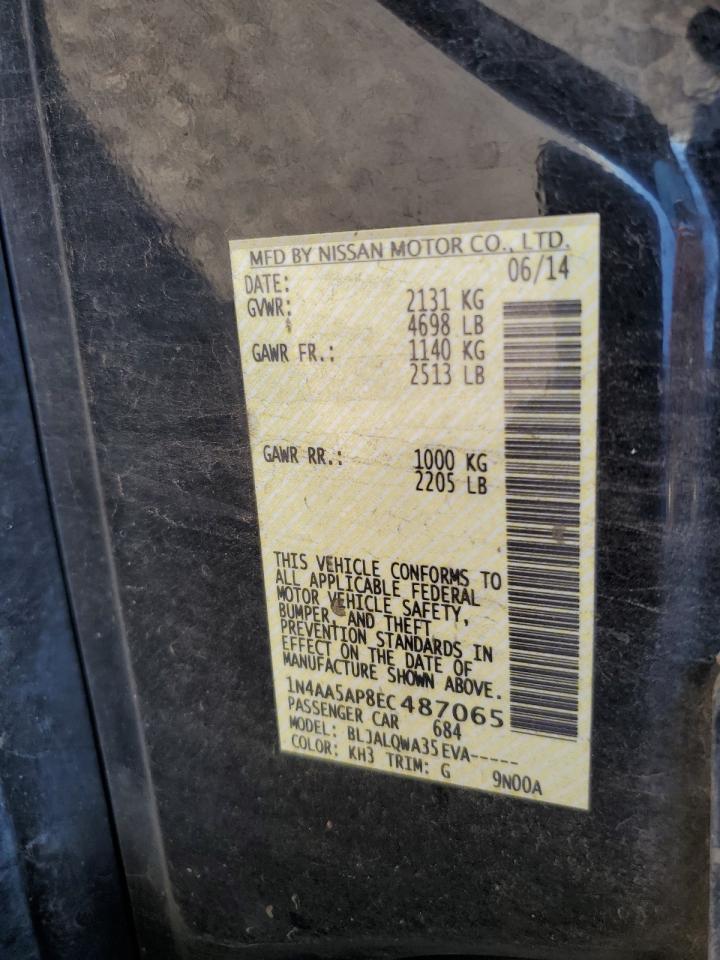 MFD BY NISSAN MOTOR CO., LTD.
DATE: 06/14
GVWR: 2131 KG
4698 LB
GAWR FR.: 1140 KG
2513 LB
GAWR RR.: 1000 KG
2205 LB
THIS VEHICLE CONFORMS TO
ALL APPLICABLE FEDERAL
MOTOR VEHICLE SAFETY,
BUMPER, AND THEFT
PREVENTION STANDARDS IN
EFFECT ON THE DATE OF
MANUFACTURE SHOWN ABOVE.
1N4AA5AP8EC487065
PASSENGER CAR 684
MODEL: BLJALQWA35EVA-----
COLOR: KH3 TRIM: G 9N00A